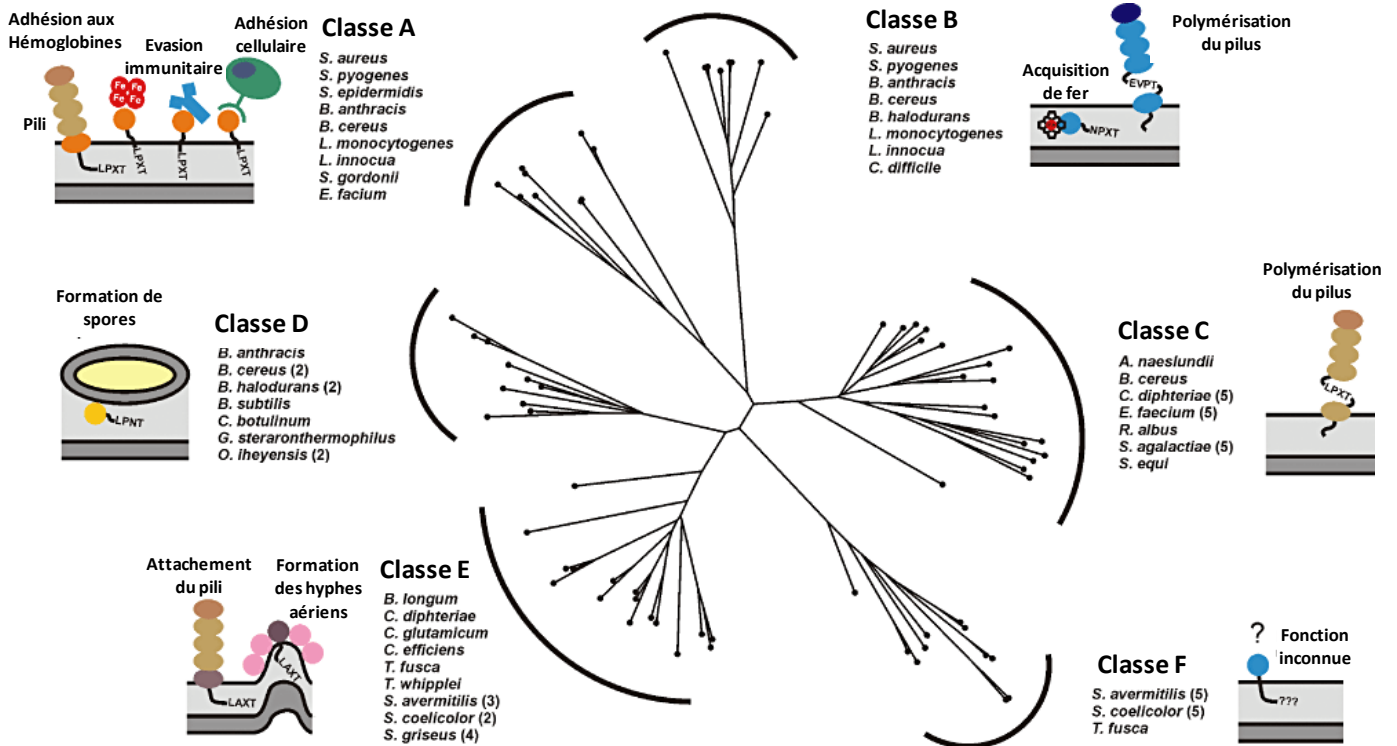 Adhésion aux
Hémoglobines
Evasion
immunitaire
Adhésion
cellulaire
Pili
Fe Fe
Fe Fe
LPXT
LPXT
LPXT
LPXT
Classe A
S. aureus
S. pyogenes
S. epidermidis
B. anthracis
B. cereus
L. monocytogenes
L. innocua
S. gordonii
E. facium
Classe B
S. aureus
S. pyogenes
B. anthracis
B. cereus
B. halodurans
L. monocytogenes
L. innocua
C. difficile
Polymérisation
du pilus
Acquisition
de fer
EVPT
NPXT
Formation de
spores
LPNT
Classe D
B. anthracis
B. cereus (2)
B. halodurans (2)
B. subtilis
C. botulinum
G. steraronthermophilus
O. iheyensis (2)
Classe C
A. naeslundii
B. cereus
C. diphteriae (5)
E. faecium (5)
R. albus
S. agalactiae (5)
S. equi
Polymérisation
du pilus
LPXT
Attachement
du pili
Formation
des hyphes
aériens
LAXT
LAXT
Classe E
B. longum
C. diphteriae
C. glutamicum
C. efficiens
T. fusca
T. whipplei
S. avermitilis (3)
S. coelicolor (2)
S. griseus (4)
Classe F
S. avermitilis (5)
S. coelicolor (5)
T. fusca
?
Fonction
inconnue
???